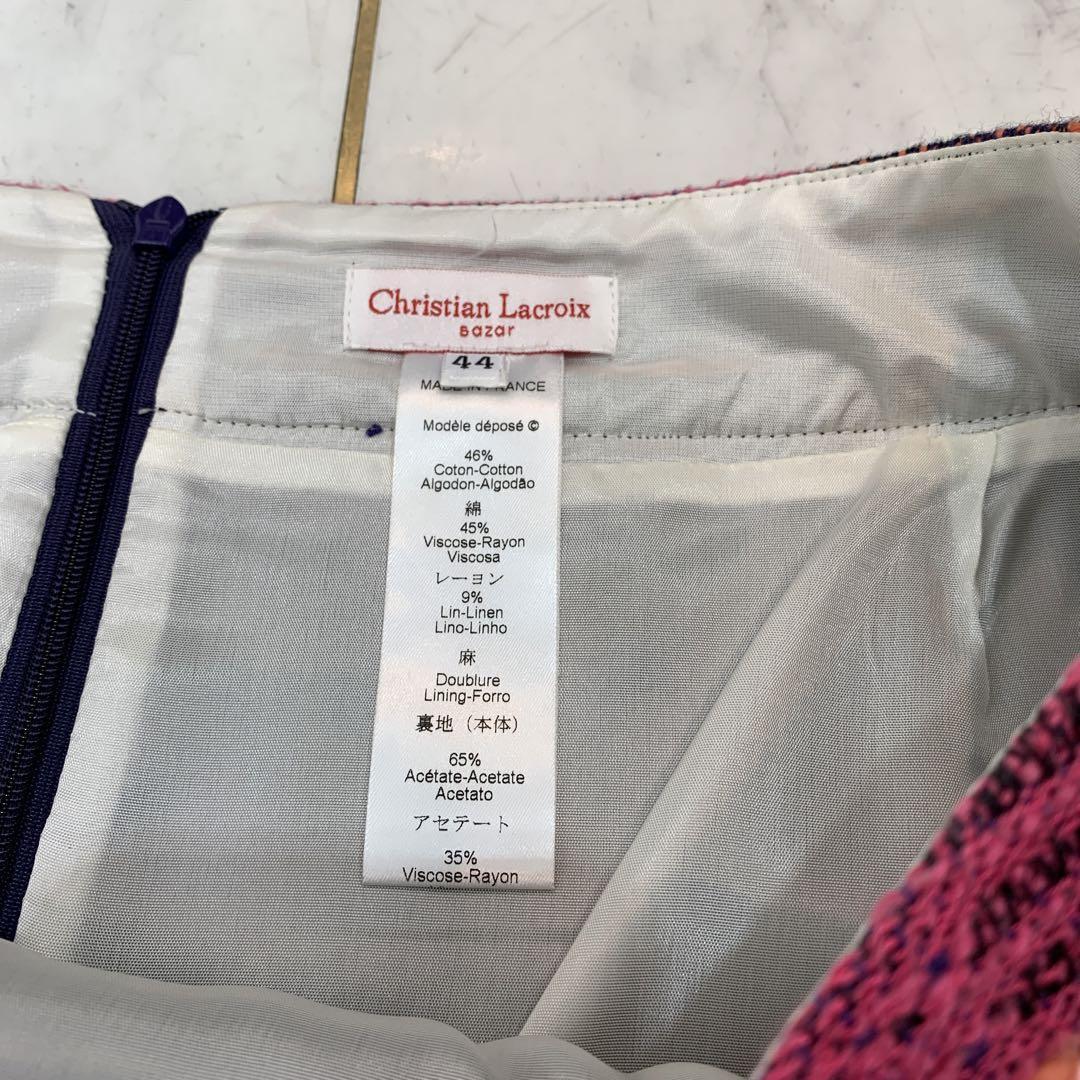 Christian Lacroix
Bazar
44
MADE IN FRANCE
Modèle déposé ©
46%
Coton-Cotton
Algodon-Algodão
綿
45%
Viscose-Rayon
Viscosa
レーヨン
9%
Lin-Linen
Lino-Linho
麻
Doublure
Lining-Forro
裏地（本体）
65%
Acétate-Acetate
Acetato
アセテート
35%
Viscose-Rayon